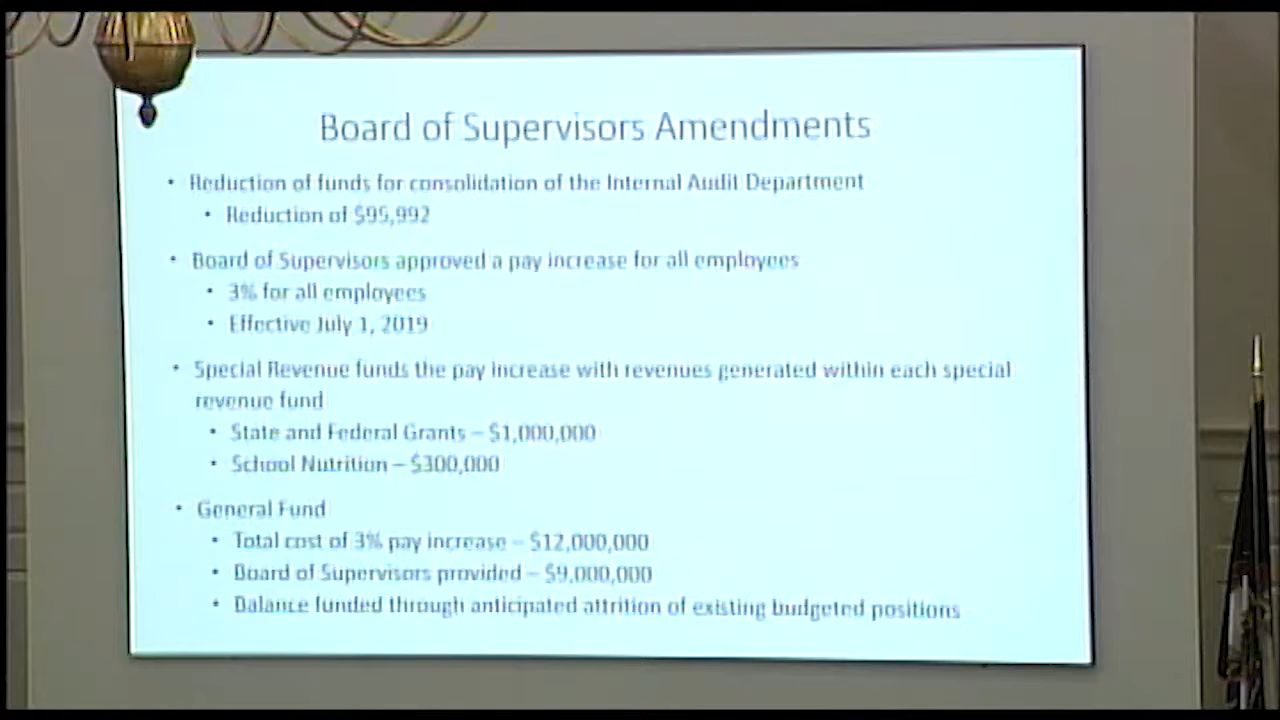 Board of Supervisors Amendments
• Reduction of funds for consolidation of the Internal Audit Department
• Reduction of $95,992
• Board of Supervisors approved a pay increase for all employees
• 3% for all employees
• Effective July 1, 2019
• Special Revenue funds the pay increase with revenues generated within each special
revenue fund
• State and Federal Grants – $1,000,000
• School Nutrition – $300,000
• General Fund
• Total cost of 3% pay increase – $12,000,000
• Board of Supervisors provided – $9,000,000
• Balance funded through anticipated attrition of existing budgeted positions